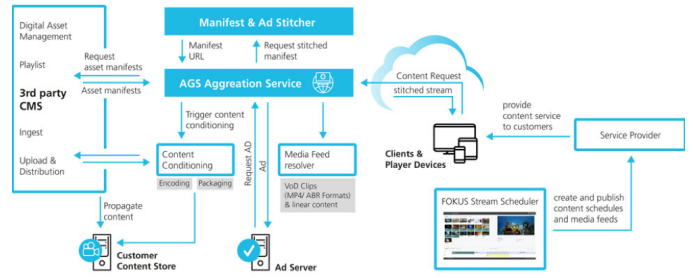 Digital Asset
Management
Playlist
3rd party
CMS
Ingest
Upload &
Distribution
Request
asset manifests
Asset manifests
Manifest & Ad Stitcher
Manifest
URL
Request stitched
manifest
AGS Aggreation Service
Trigger content
conditioning
Content
Conditioning
Encoding
Packaging
Request AD
Ad
Media Feed
resolver
VoD Clips
(MP4/ ABR Formats)
& linear content
Propagate
content
Customer
Content Store
Ad Server
Content Request
stitched stream
Clients &
Player Devices
provide
content service
to customers
Service Provider
FOKUS Stream Scheduler
create and publish
content schedules
and media feeds